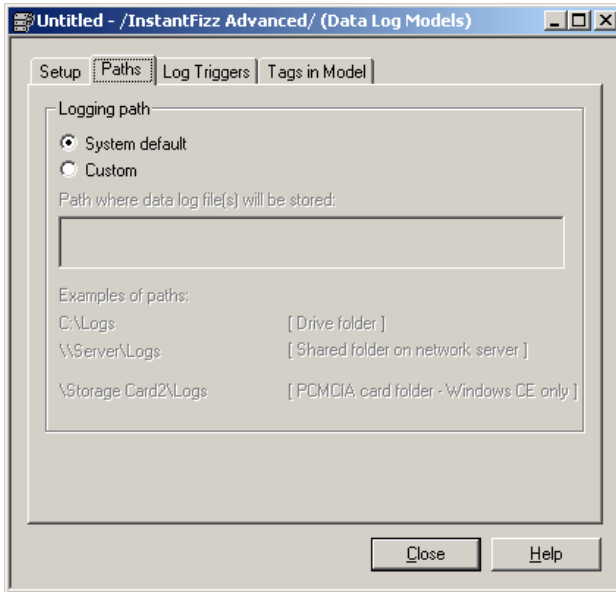 Untitled - /InstantFizz Advanced/ (Data Log Models)
Setup Paths Log Triggers Tags in Model
Logging path
System default
Custom
Path where data log file(s) will be stored:
Examples of paths:
C:\Logs [ Drive folder ]
\\Server\Logs [ Shared folder on network server ]
\Storage Card2\Logs [ PCMCIA card folder - Windows CE only ]
Close Help